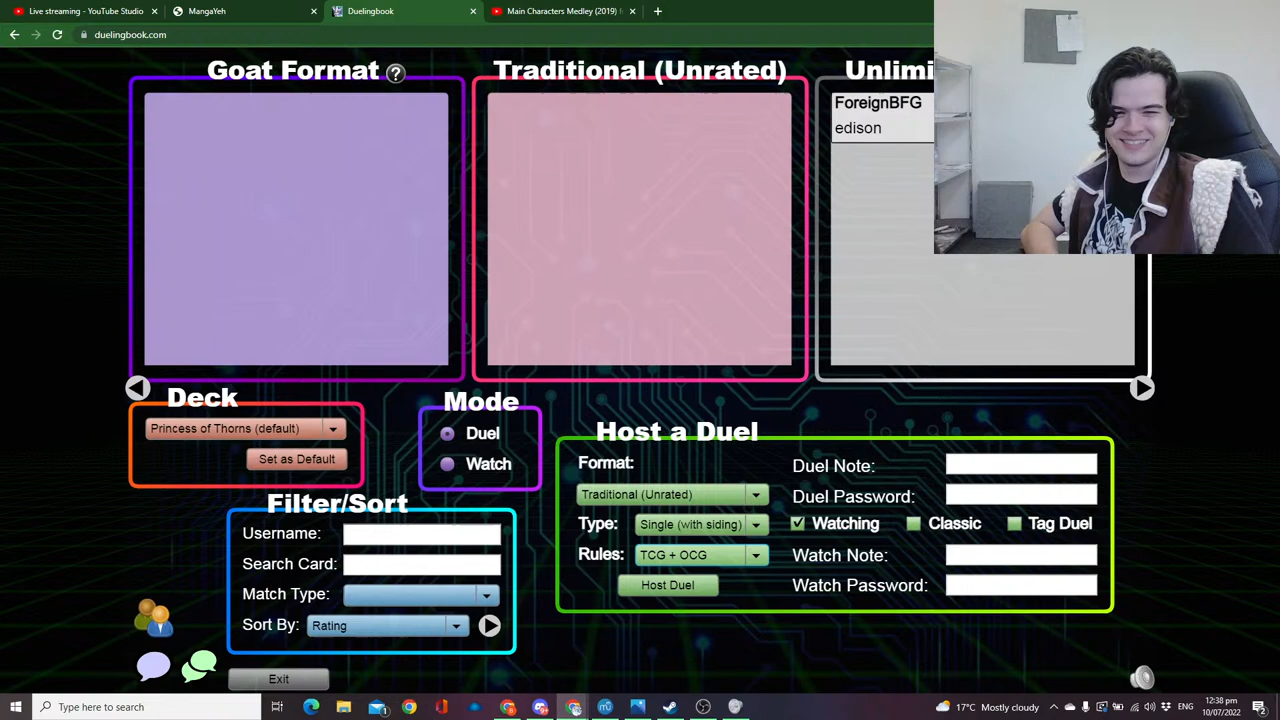 Live streaming - YouTube Studio
MangaYeh
Duelingbook
Main Characters Medley (2019) f
duelingbook.com
Goat Format ?
Traditional (Unrated)
Unlimi
ForeignBFG
edison
Deck
Princess of Thorns (default)
Set as Default
Mode
Duel
Watch
Filter/Sort
Username:
Search Card:
Match Type:
Sort By: Rating
Exit
Host a Duel
Format:
Traditional (Unrated)
Type: Single (with siding)
Rules: TCG + OCG
Host Duel
Duel Note:
Duel Password:
Watching Classic Tag Duel
Watch Note:
Watch Password:
Type here to search
17°C Mostly cloudy
ENG
12:38 pm
10/07/2022